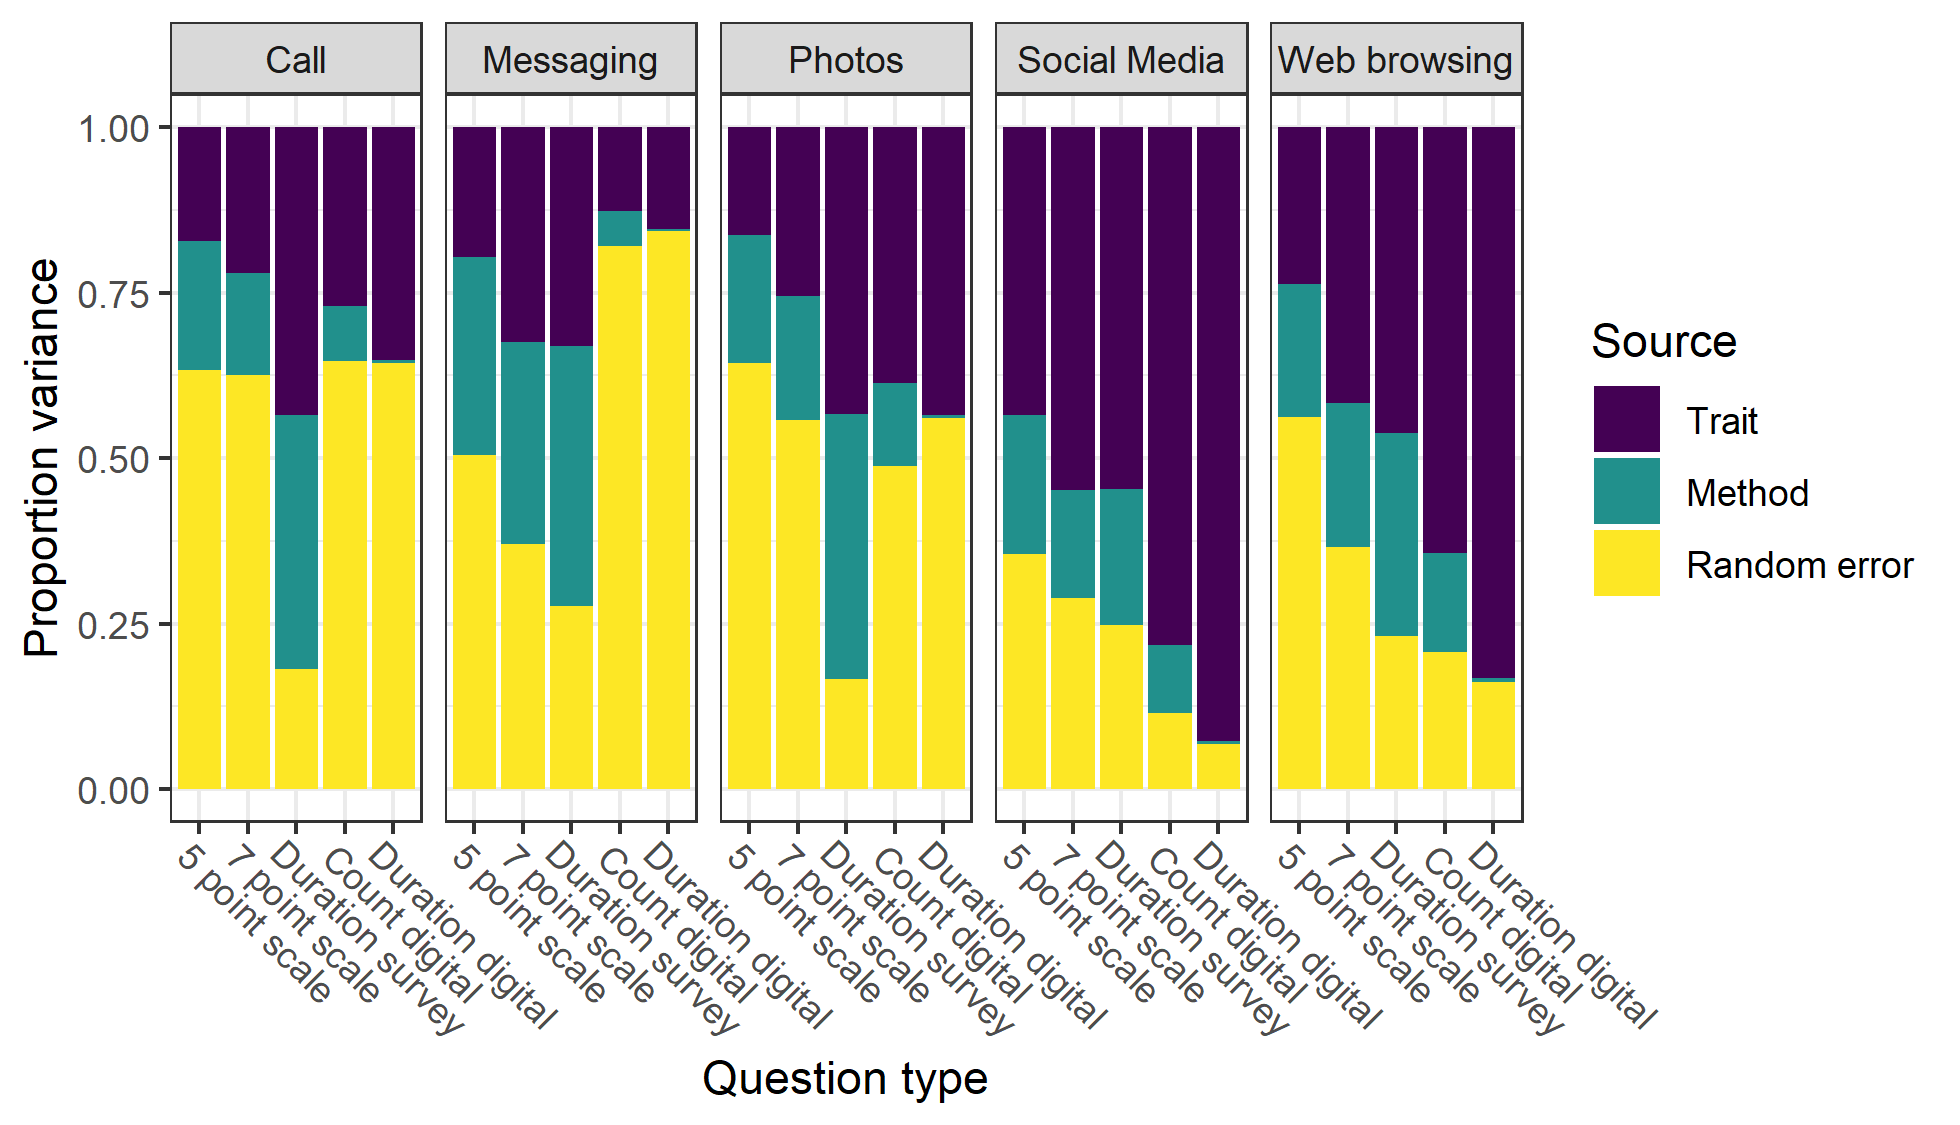 Call
Messaging
Photos
Social Media
Web browsing
Proportion variance
1.00
0.75
0.50
0.25
0.00
5 point scale
7 point scale
Duration survey
Count digital
Duration digital
5 point scale
7 point scale
Duration survey
Count digital
Duration digital
5 point scale
7 point scale
Duration survey
Count digital
Duration digital
5 point scale
7 point scale
Duration survey
Count digital
Duration digital
5 point scale
7 point scale
Duration survey
Count digital
Duration digital
Question type
Source
Trait
Method
Random error